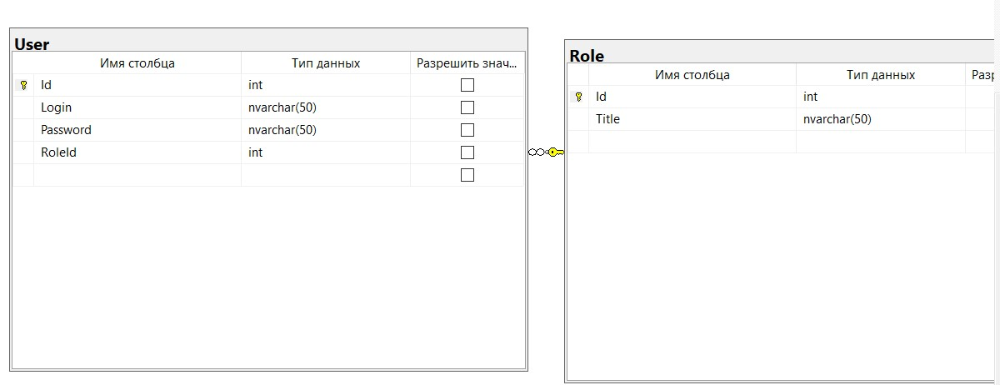 User
Имя столбца Тип данных Разрешить знач...
Id int
Login nvarchar(50)
Password nvarchar(50)
RoleId int
Role
Имя столбца Тип данных Разр
Id int
Title nvarchar(50)